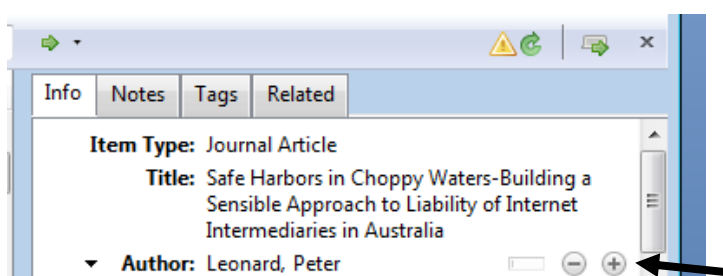 Info Notes Tags Related
Item Type: Journal Article
Title: Safe Harbors in Choppy Waters-Building a
Sensible Approach to Liability of Internet
Intermediaries in Australia
Author: Leonard, Peter